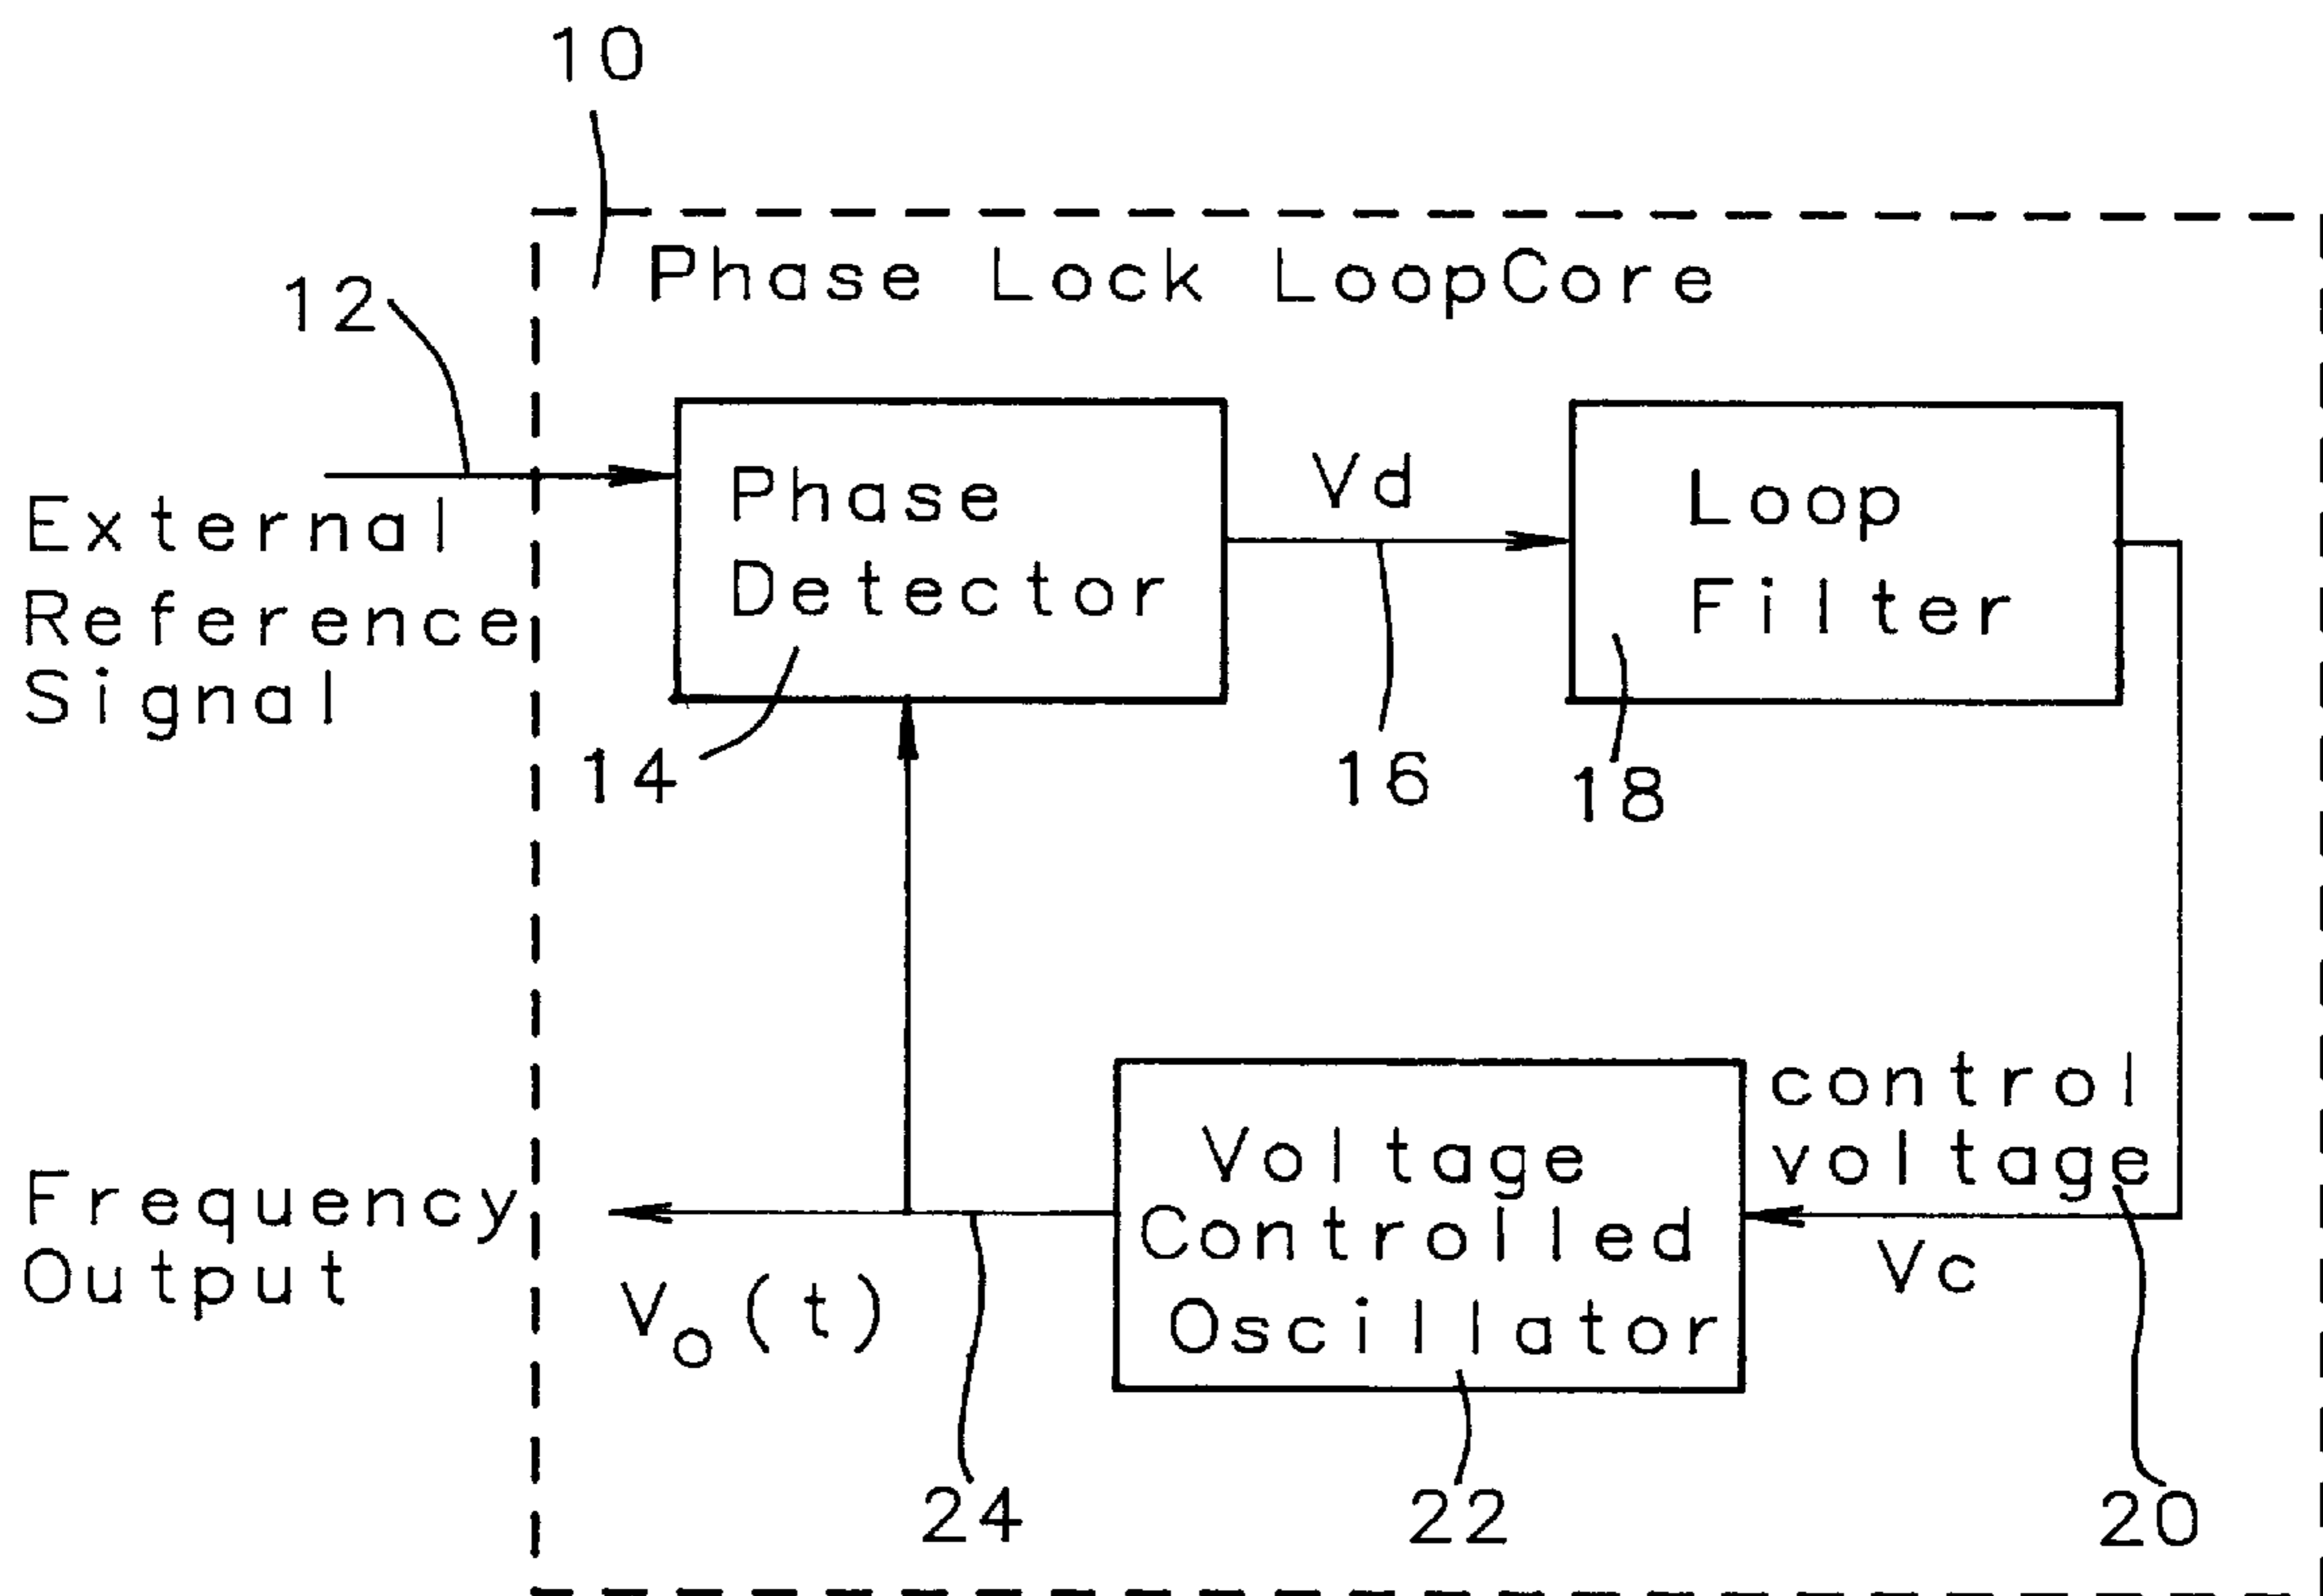 10
Phase Lock LoopCore
12
External
Reference
Signal
Phase
Detector
14
Vd
16
Loop
Filter
18
control
voltage
Vc
20
Voltage
Controlled
Oscillator
22
24
Frequency
Output
Vo(t)